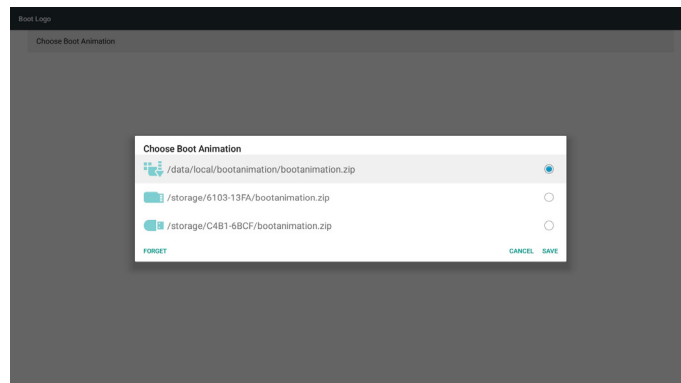 Boot Logo
Choose Boot Animation
Choose Boot Animation
/data/local/bootanimation/bootanimation.zip
/storage/6103-13FA/bootanimation.zip
/storage/C4B1-6BCF/bootanimation.zip
FORGET CANCEL SAVE